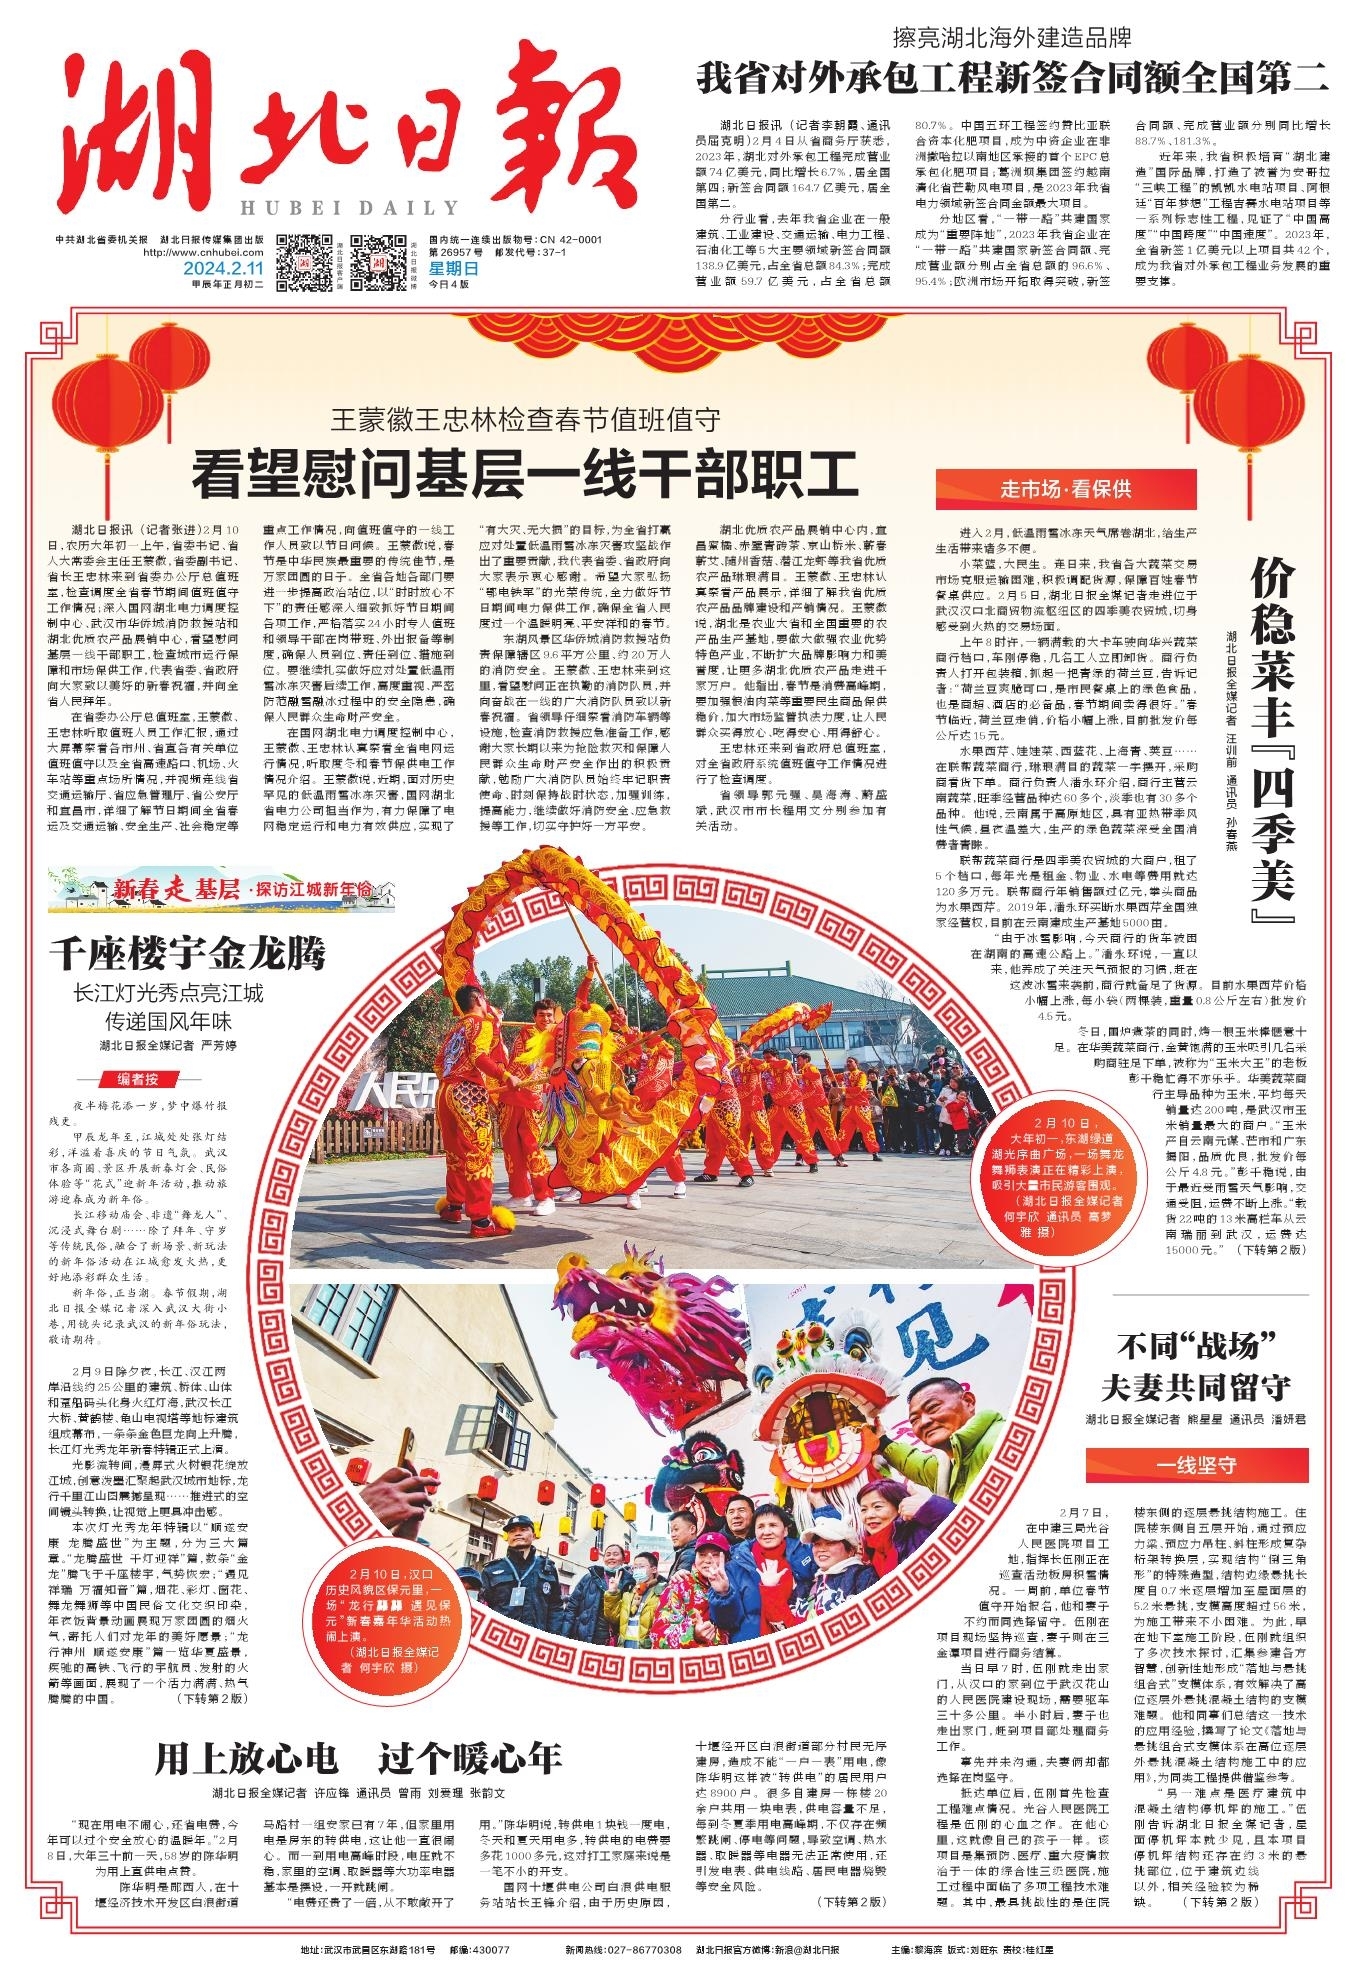 湖北日报
HUBEI DAILY
中共湖北省委机关报 湖北日报传媒集团出版
http://www.cnhubei.com
2024.2.11
甲辰年正月初二
湖北日报客户端
湖北日报微博
国内统一连续出版物号：CN 42-0001
第26957号 邮发代号：37-1
星期日
今日4版
擦亮湖北海外建造品牌
我省对外承包工程新签合同额全国第二
湖北日报讯（记者李朝霞、通讯
员屈克明）2月4日从省商务厅获悉，
2023年，湖北对外承包工程完成营业
额74亿美元，同比增长6.7%，居全国
第四；新签合同额164.7亿美元，居全
国第二。
分行业看，去年我省企业在一般
建筑、工业建设、交通运输、电力工程、
石油化工等5大主要领域新签合同额
138.9亿美元，占全省总额84.3%；完成
营业额59.7亿美元，占全省总额
80.7%。中国五环工程签约赞比亚联
合资本化肥项目，成为中资企业在非
洲撒哈拉以南地区承接的首个EPC总
承包化肥项目；葛洲坝集团签约越南
清化省芒勒风电项目，是2023年我省
电力领域新签合同金额最大项目。
分地区看，“一带一路”共建国家
成为“重要阵地”，2023年我省企业在
“一带一路”共建国家新签合同额、完
成营业额分别占全省总额的96.6%、
95.4%；欧洲市场开拓取得突破，新签
合同额、完成营业额分别同比增长
88.7%、181.3%。
近年来，我省积极培育“湖北建
造”国际品牌，打造了被誉为安哥拉
“三峡工程”的凯凯水电站项目、阿根
廷“百年梦想”工程吉赛水电站项目等
一系列标志性工程，见证了“中国高
度”“中国跨度”“中国速度”。2023年，
全省新签1亿美元以上项目共42个，
成为我省对外承包工程业务发展的重
要支撑。
王蒙徽王忠林检查春节值班值守
看望慰问基层一线干部职工
湖北日报讯（记者张进）2月10
日，农历大年初一上午，省委书记、省
人大常委会主任王蒙徽，省委副书记、
省长王忠林来到省委办公厅总值班
室，检查调度全省春节期间值班值守
工作情况；深入国网湖北电力调度控
制中心、武汉市华侨城消防救援站和
湖北优质农产品展销中心，看望慰问
基层一线干部职工，检查城市运行保
障和市场保供工作，代表省委、省政府
向大家致以美好的新春祝福，并向全
省人民拜年。
在省委办公厅总值班室，王蒙徽、
王忠林听取值班人员工作汇报，通过
大屏幕察看各市州、省直各有关单位
值班值守以及全省高速路口、机场、火
车站等重点场所情况，并视频连线省
交通运输厅、省应急管理厅、省公安厅
和宜昌市，详细了解节日期间全省春
运及交通运输、安全生产、社会稳定等
重点工作情况，向值班值守的一线工
作人员致以节日问候。王蒙徽说，春
节是中华民族最重要的传统佳节，是
万家团圆的日子。全省各地各部门要
进一步提高政治站位，以“时时放心不
下”的责任感深入细致抓好节日期间
各项工作，严格落实24小时专人值班
和领导干部在岗带班、外出报备等制
度，确保人员到位、责任到位、措施到
位。要继续扎实做好应对处置低温雨
雪冰冻灾害后续工作，高度重视、严密
防范融雪融冰过程中的安全隐患，确
保人民群众生命财产安全。
在国网湖北电力调度控制中心，
王蒙徽、王忠林认真察看全省电网运
行情况，听取度冬和春节保供电工作
情况介绍。王蒙徽说，近期，面对历史
罕见的低温雨雪冰冻灾害，国网湖北
省电力公司担当作为，有力保障了电
网稳定运行和电力有效供应，实现了
“有大灾、无大损”的目标，为全省打赢
应对处置低温雨雪冰冻灾害攻坚战作
出了重要贡献，我代表省委、省政府向
大家表示衷心感谢。希望大家弘扬
“鄂电铁军”的光荣传统，全力做好节
日期间电力保供工作，确保全省人民
度过一个温暖明亮、平安祥和的春节。
东湖风景区华侨城消防救援站负
责保障辖区9.6平方公里、约20万人
的消防安全。王蒙徽、王忠林来到这
里，看望慰问正在执勤的消防队员，并
向奋战在一线的广大消防队员致以新
春祝福。省领导仔细察看消防车辆等
设施，检查消防救援应急准备工作，感
谢大家长期以来为抢险救灾和保障人
民群众生命财产安全作出的积极贡
献，勉励广大消防队员始终牢记职责
使命、时刻保持战时状态，加强训练，
提高能力，继续做好消防安全、应急救
援等工作，切实守护好一方平安。
湖北优质农产品展销中心内，宜
昌蜜橘、赤壁青砖茶、京山桥米、蕲春
蕲艾、随州香菇、潜江龙虾等我省优质
农产品琳琅满目。王蒙徽、王忠林认
真察看产品展示，详细了解我省优质
农产品品牌建设和产销情况。王蒙徽
说，湖北是农业大省和全国重要的农
产品生产基地，要做大做强农业优势
特色产业，不断扩大品牌影响力和美
誉度，让更多湖北优质农产品走进千
家万户。他指出，春节是消费高峰期，
要加强粮油肉菜等重要民生商品保供
稳价，加大市场监管执法力度，让人民
群众买得放心、吃得安心、用得舒心。
王忠林还来到省政府总值班室，
对全省政府系统值班值守工作情况进
行了检查调度。
省领导郭元强、吴海涛、蔚盛
斌，武汉市市长程用文分别参加有
关活动。
走市场·看保供
价稳菜丰『四季美』
湖北日报全媒记者 汪训前 通讯员 孙春燕
进入2月，低温雨雪冰冻天气席卷湖北，给生产
生活带来诸多不便。
小菜篮，大民生。连日来，我省各大蔬菜交易
市场克服运输困难，积极调配货源，保障百姓春节
餐桌供应。2月5日，湖北日报全媒记者走进位于
武汉汉口北商贸物流枢纽区的四季美农贸城，切身
感受到火热的交易场面。
上午8时许，一辆满载的大卡车驶向华兴蔬菜
商行档口，车刚停稳，几名工人立即卸货。商行负
责人打开包装箱，抓起一把青绿的荷兰豆，告诉记
者：“荷兰豆爽脆可口，是市民餐桌上的绿色食品，
也是商超、酒店的必备品，春节期间卖得很好。”春
节临近，荷兰豆走俏，价格小幅上涨，目前批发价每
公斤达15元。
水果西芹、娃娃菜、西蓝花、上海青、荚豆……
在联帮蔬菜商行，琳琅满目的蔬菜一字摆开，采购
商看货下单。商行负责人潘永环介绍，商行主营云
南蔬菜，旺季经营品种达60多个，淡季也有30多个
品种。他说，云南属于高原地区，具有亚热带季风
性气候，昼夜温差大，生产的绿色蔬菜深受全国消
费者青睐。
联帮蔬菜商行是四季美农贸城的大商户，租了
5个档口，每年光是租金、物业、水电等费用就达
120多万元。联帮商行年销售额过亿元，拳头商品
为水果西芹。2019年，潘永环买断水果西芹全国独
家经营权，目前在云南建成生产基地5000亩。
“由于冰雪影响，今天商行的货车被困
在湖南的高速公路上。”潘永环说，一直以
来，他养成了关注天气预报的习惯，赶在
这波冰雪来袭前，商行就备足了货源。目前水果西芹价格
小幅上涨，每小袋（两棵装，重量0.8公斤左右）批发价
4.5元。
冬日，围炉煮菜的同时，烤一根玉米棒惬意十
足。在华美蔬菜商行，金黄饱满的玉米吸引几名采
购商驻足下单，被称为“玉米大王”的老板
彭千稳忙得不亦乐乎。华美蔬菜商
行主导品种为玉米，平均每天
销量达200吨，是武汉市玉
米销量最大的商户。“玉米
产自云南元谋、芒市和广东
揭阳，品质优良，批发价每
公斤4.8元。”彭千稳说，由
于最近受雨雪天气影响，交
通受阻，运费不断上涨。“载
货22吨的13米高栏车从云
南瑞丽到武汉，运费达
15000元。”（下转第2版）
新春走基层·探访江城新年俗
千座楼宇金龙腾
长江灯光秀点亮江城
传递国风年味
湖北日报全媒记者 严芳婷
编者按
夜半梅花添一岁，梦中爆竹报
残更。
甲辰龙年至，江城处处张灯结
彩，洋溢着喜庆的节日气氛。武汉
市各商圈、景区开展新春灯会、民俗
体验等“花式”迎新年活动，推动旅
游迎春成为新年俗。
长江移动庙会、非遗“舞龙人”、
沉浸式舞台剧……除了拜年、守岁
等传统民俗，融合了新场景、新玩法
的新年俗活动在江城愈发火热，更
好地添彩群众生活。
新年俗，正当潮。春节假期，湖
北日报全媒记者深入武汉大街小
巷，用镜头记录武汉的新年俗玩法，
敬请期待。
2月9日除夕夜，长江、汉江两
岸沿线约25公里的建筑、桥体、山体
和趸船码头化身火红灯海，武汉长江
大桥、黄鹤楼、龟山电视塔等地标建筑
组成幕布，一条条金色巨龙向上升腾，
长江灯光秀龙年新春特辑正式上演。
光影流转间，漫屏式火树银花绽放
江城，创意泼墨汇聚起武汉城市地标，龙
行千里江山图震撼呈现……推进式的空
间镜头转换，让视觉上更具冲击感。
本次灯光秀龙年特辑以“顺遂安
康 龙腾盛世”为主题，分为三大篇
章。“龙腾盛世 千灯迎祥”篇，数条“金
龙”腾飞于千座楼宇，气势恢宏；“遇见
祥瑞 万福知音”篇，烟花、彩灯、窗花、
舞龙舞狮等中国民俗文化交织印染，
年夜饭背景动画展现万家团圆的烟火
气，寄托人们对龙年的美好愿景；“龙
行神州 顺遂安康”篇一览华夏盛景，
疾驰的高铁、飞行的宇航员、发射的火
箭等画面，展现了一个活力满满、热气
腾腾的中国。（下转第2版）
2月10日，
大年初一，东湖绿道
湖光序曲广场，一场舞龙
舞狮表演正在精彩上演，
吸引大量市民游客围观。
（湖北日报全媒记者
何宇欣 通讯员 高梦
雅 摄）
人民
见
2月10日，汉口
历史风貌区保元里，一
场“龙行龘龘 遇见保
元”新春嘉年华活动热
闹上演。
（湖北日报全媒记
者 何宇欣 摄）
不同“战场”
夫妻共同留守
湖北日报全媒记者 熊星星 通讯员 潘妍君
一线坚守
2月7日，
在中建三局光谷
人民医院项目工
地，指挥长伍刚正在
巡查活动板房积雪情
况。一周前，单位春节
值守开始报名，他和妻子
不约而同选择留守。伍刚在
项目现场坚持巡查，妻子则在三
金潭项目进行商务结算。
当日早7时，伍刚就走出家
门，从汉口的家到位于武汉花山
的人民医院建设现场，需要驱车
三十多公里。半小时后，妻子也
走出家门，赶到项目部处理商务
工作。
事先并未沟通，夫妻俩却都
选择在岗坚守。
抵达单位后，伍刚首先检查
工程难点情况。光谷人民医院工
程是伍刚的心血之作。在他心
里，这就像自己的孩子一样。该
项目是集预防、医疗、重大疫情救
治于一体的综合性三级医院，施
工过程中面临了多项工程技术难
题。其中，最具挑战性的是住院
楼东侧的逐层悬挑结构施工。住
院楼东侧自五层开始，通过预应
力梁、预应力吊柱、斜柱形成复杂
桁架转换层，实现结构“倒三角
形”的特殊造型，结构边缘悬挑长
度自0.7米逐层增加至屋面层的
5.2米悬挑，支模高度超过56米，
为施工带来不小困难。为此，早
在地下室施工阶段，伍刚就组织
了多次技术探讨，汇集参建各方
智慧，创新性地形成“落地与悬挑
组合式”支模体系，有效解决了高
位逐层外悬挑混凝土结构的支模
难题。他和同事们总结这一技术
的应用经验，撰写了论文《落地与
悬挑组合式支模体系在高位逐层
外悬挑混凝土结构施工中的应
用》，为同类工程提供借鉴参考。
“另一难点是医疗建筑中
混凝土结构停机坪的施工。”伍
刚告诉湖北日报全媒记者，屋
面停机坪本就少见，且本项目
停机坪结构还存在约3米的悬
挑部位，位于建筑边线
以外，相关经验较为稀
缺。（下转第2版）
用上放心电 过个暖心年
湖北日报全媒记者 许应锋 通讯员 曾雨 刘爱理 张韵文
“现在用电不闹心，还省电费，今
年可以过个安全放心的温暖年。”2月
8日，大年三十前一天，58岁的陈华明
为用上直供电点赞。
陈华明是郧西人，在十
堰经济技术开发区白浪街道
马路村一组安家已有7年，但家里用
电是房东的转供电，这让他一直很闹
心。而一到用电高峰时段，电压就不
稳，家里的空调、取暖器等大功率电器
基本是摆设，一开就跳闸。
“电费还贵了一倍，从不敢敞开了
用。”陈华明说，转供电1块钱一度电，
冬天和夏天用电多，转供电的电费要
多花1000多元，这对打工家庭来说是
一笔不小的开支。
国网十堰供电公司白浪供电服
务站站长王锋介绍，由于历史原因，
十堰经开区白浪街道部分村民无序
建房，造成不能“一户一表”用电，像
陈华明这样被“转供电”的居民用户
达8900户。很多自建房一栋楼20
余户共用一块电表，供电容量不足，
每到冬夏季用电高峰期，不仅存在频
繁跳闸、停电等问题，导致空调、热水
器、取暖器等电器无法正常使用，还
引发电表、供电线路、居民电器烧毁
等安全风险。
（下转第2版）
地址：武汉市武昌区东湖路181号 邮编：430077 新闻热线：027-86770308 湖北日报官方微博：新浪@湖北日报 主编：黎海滨 版式：刘旺东 责校：桂红星